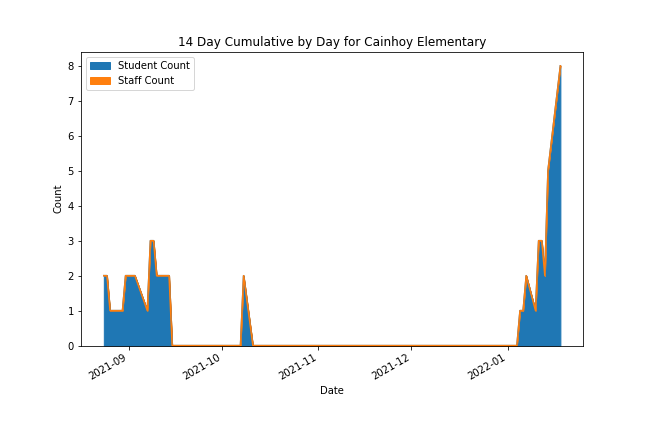 14 Day Cumulative by Day for Cainhoy Elementary
Student Count
Staff Count
8
7
6
5
4
3
2
1
0
Count
2021-09
2021-10
2021-11
2021-12
2022-01
Date